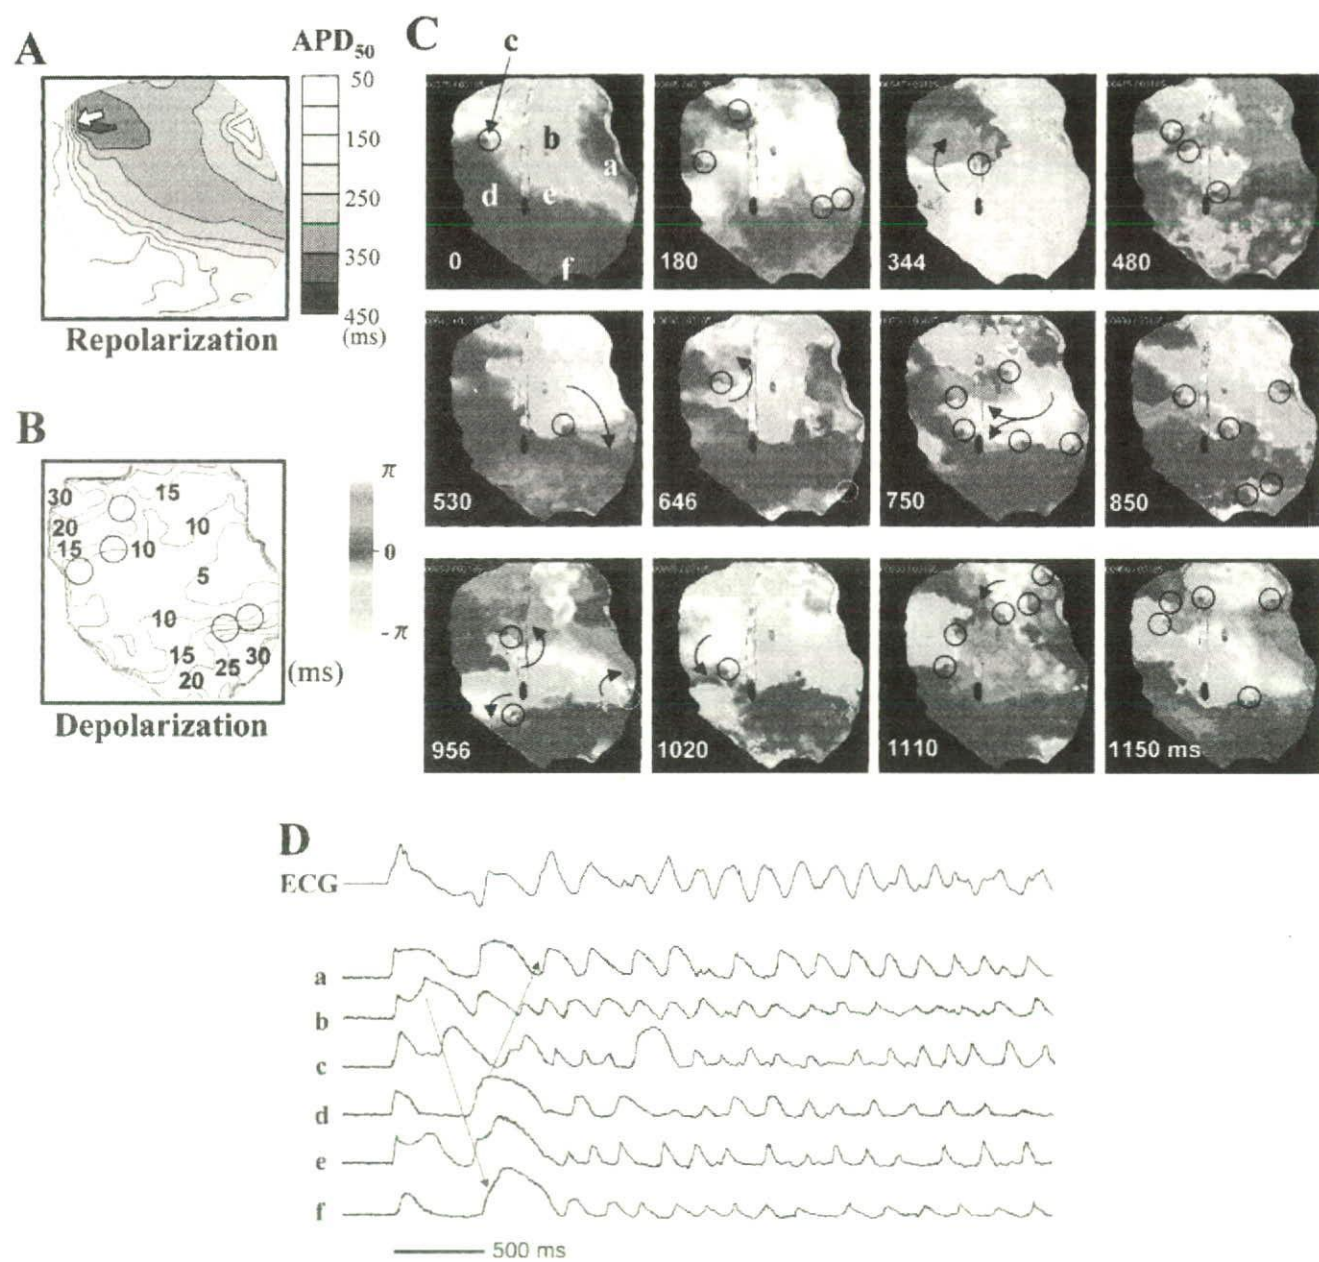 A
APD50
50
150
250
350
450
(ms)
Repolarization
B
30
15
20
10
15
10
5
10
15
25
30
20
(ms)
Depolarization
π
0
-π
C
c
b
a
d
e
f
0
180
344
480
530
646
750
850
956
1020
1110
1150 ms
D
ECG
a
b
c
d
e
f
500 ms